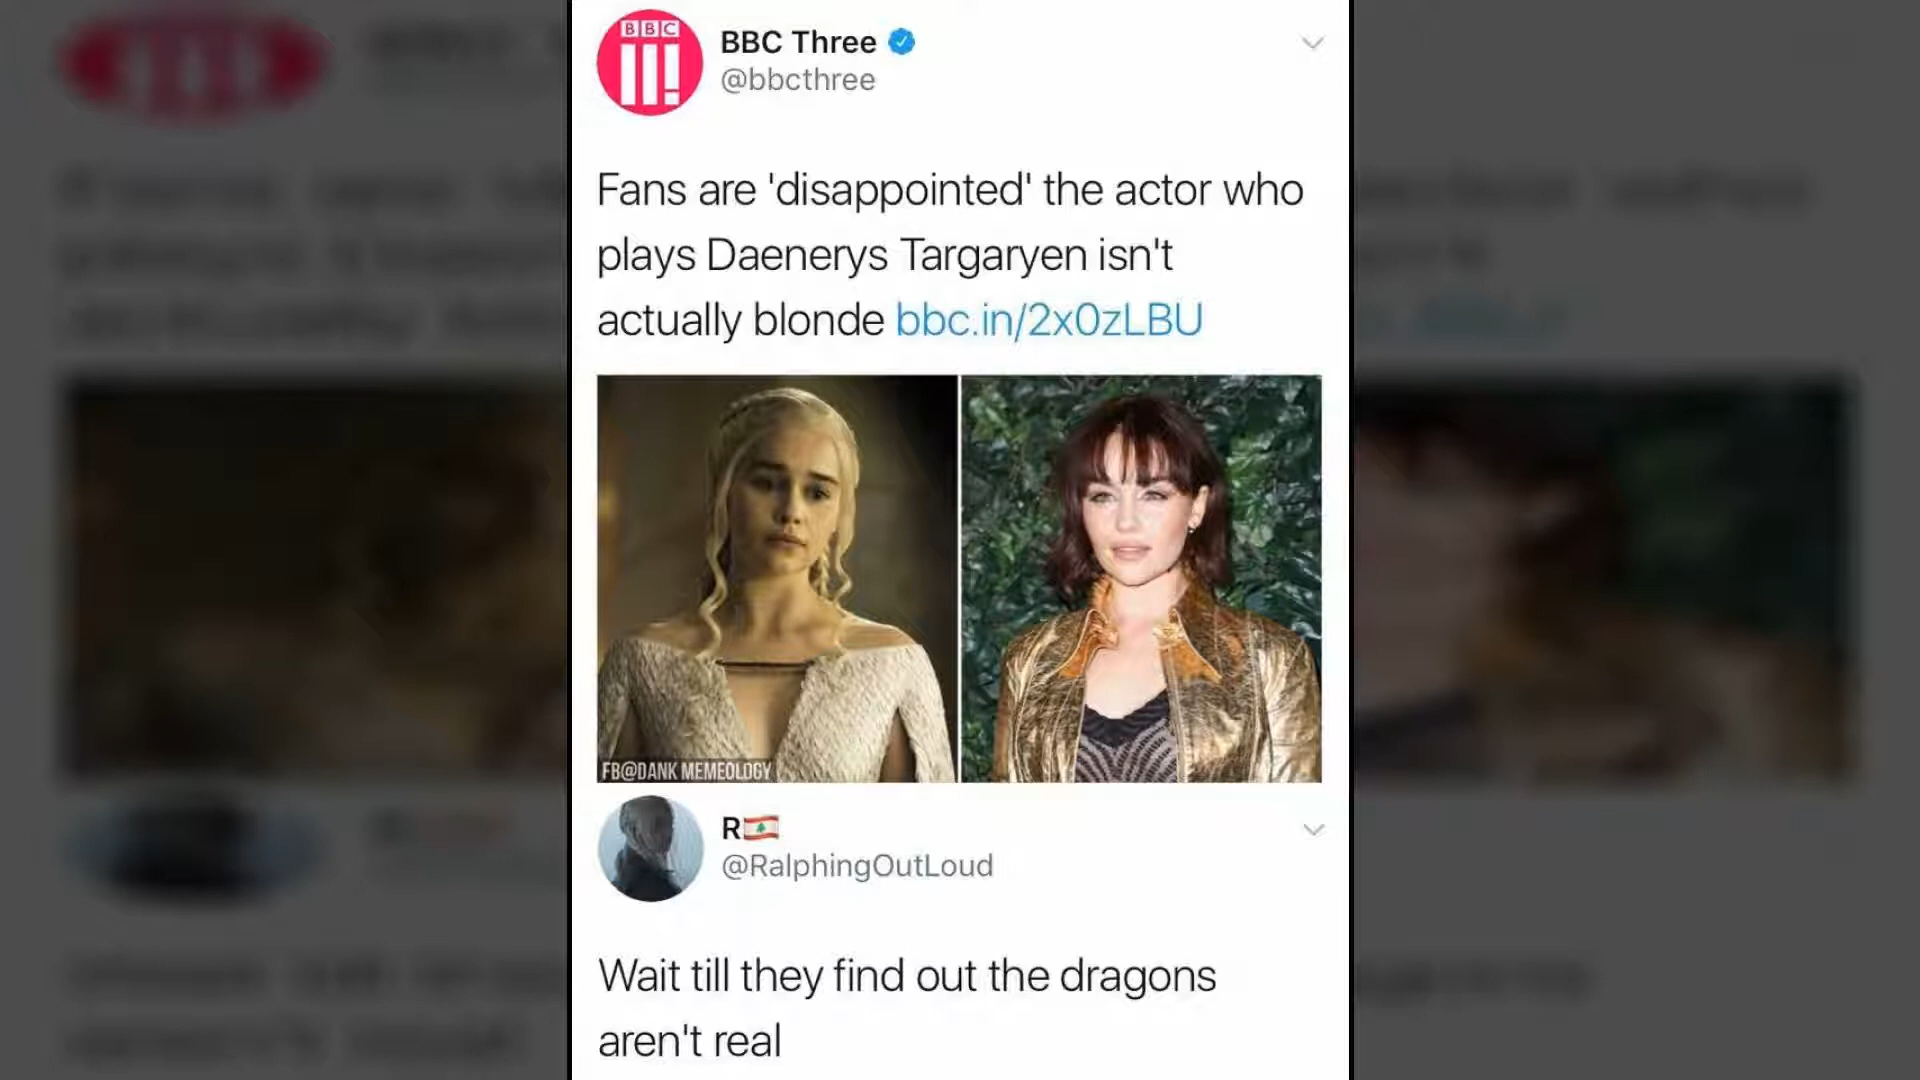 BBC
BBC Three
@bbcthree
Fans are 'disappointed' the actor who
plays Daenerys Targaryen isn't
actually blonde bbc.in/2x0zLBU
FB@DANK MEMEOLOGY
R🇱🇧
@RalphingOutLoud
Wait till they find out the dragons
aren't real